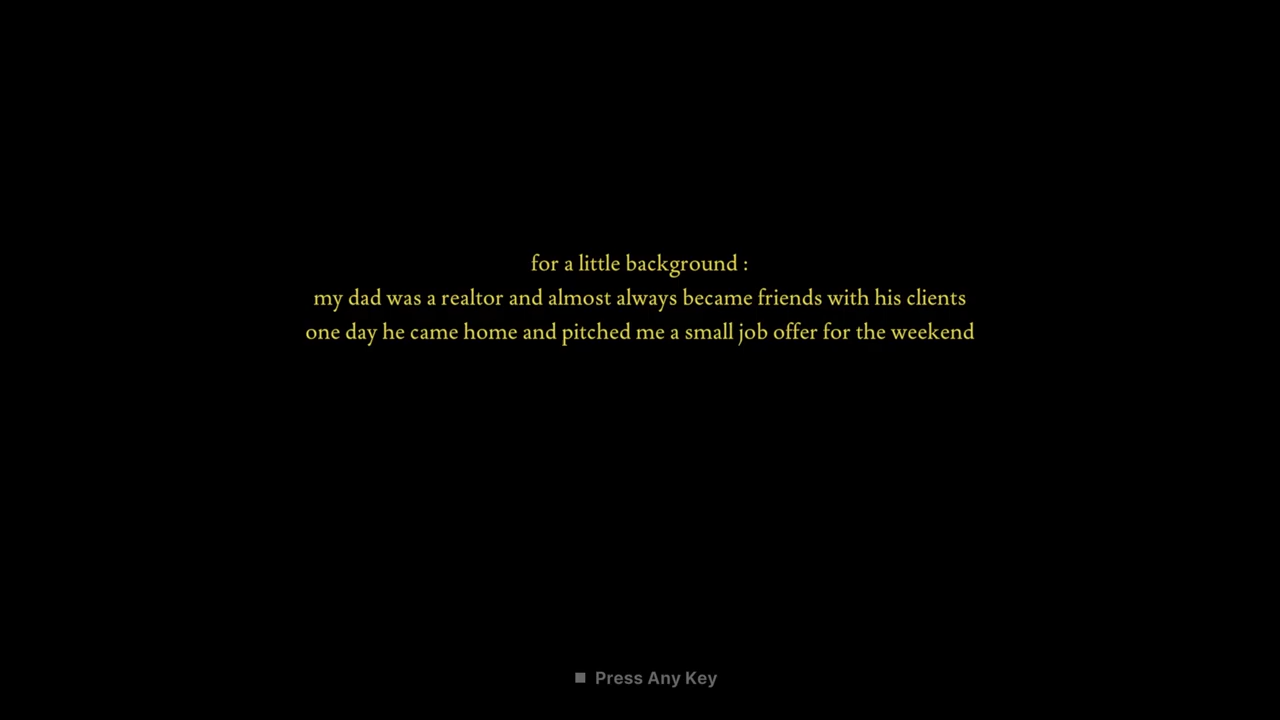 for a little background :
my dad was a realtor and almost always became friends with his clients
one day he came home and pitched me a small job offer for the weekend
Press Any Key